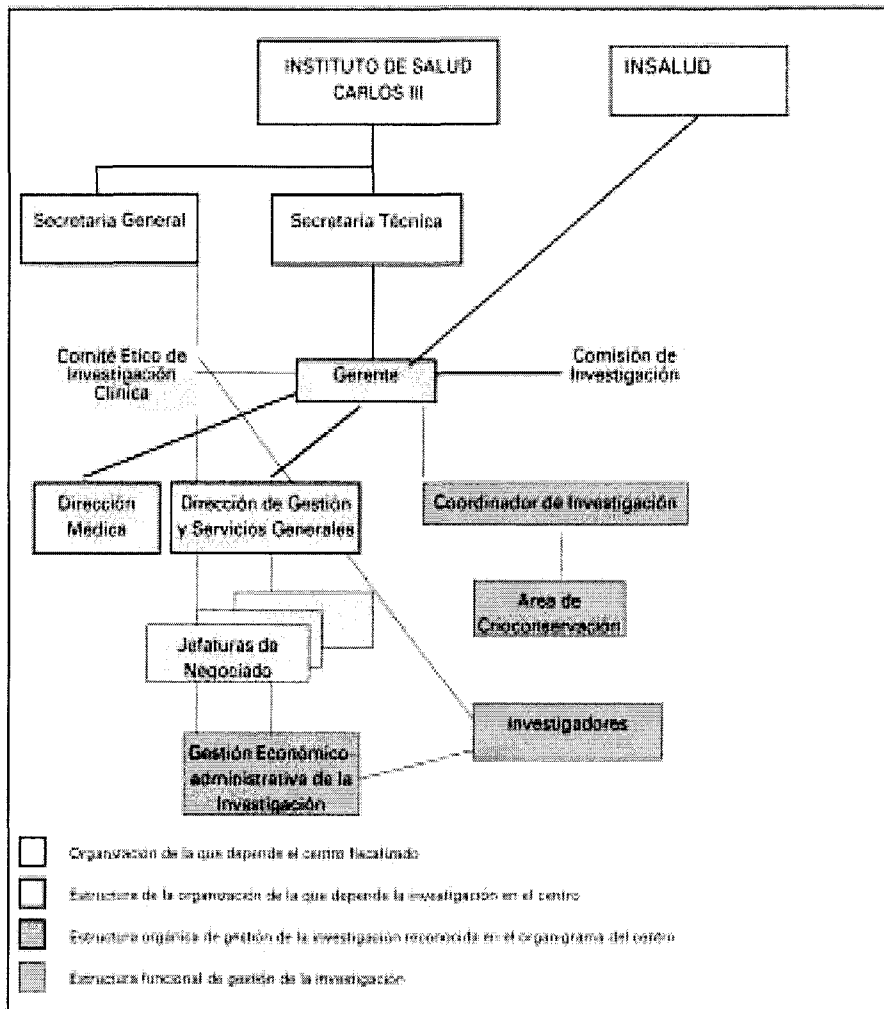 INSTITUTO DE SALUD
CARLOS III
INSALUD
Secretaria General
Secretaria Técnica
Comité Etico de
Investigación
Clínica
Gerente
Comisión de
Investigación
Dirección
Medica
Dirección de Gestión
y Servicios Generales
Coordinador de Investigación
Area de
Crioconservación
Jefaturas de
Negociado
Investigadores
Gestión Económico-
administrativa de la
Investigación
Organización de la que depende el centro fiscalizado
Estructura de la organización de la que depende la investigación en el centro
Estructura orgánica de gestión de la investigación reconocida en el organigrama del centro
Estructura funcional de gestión de la investigación